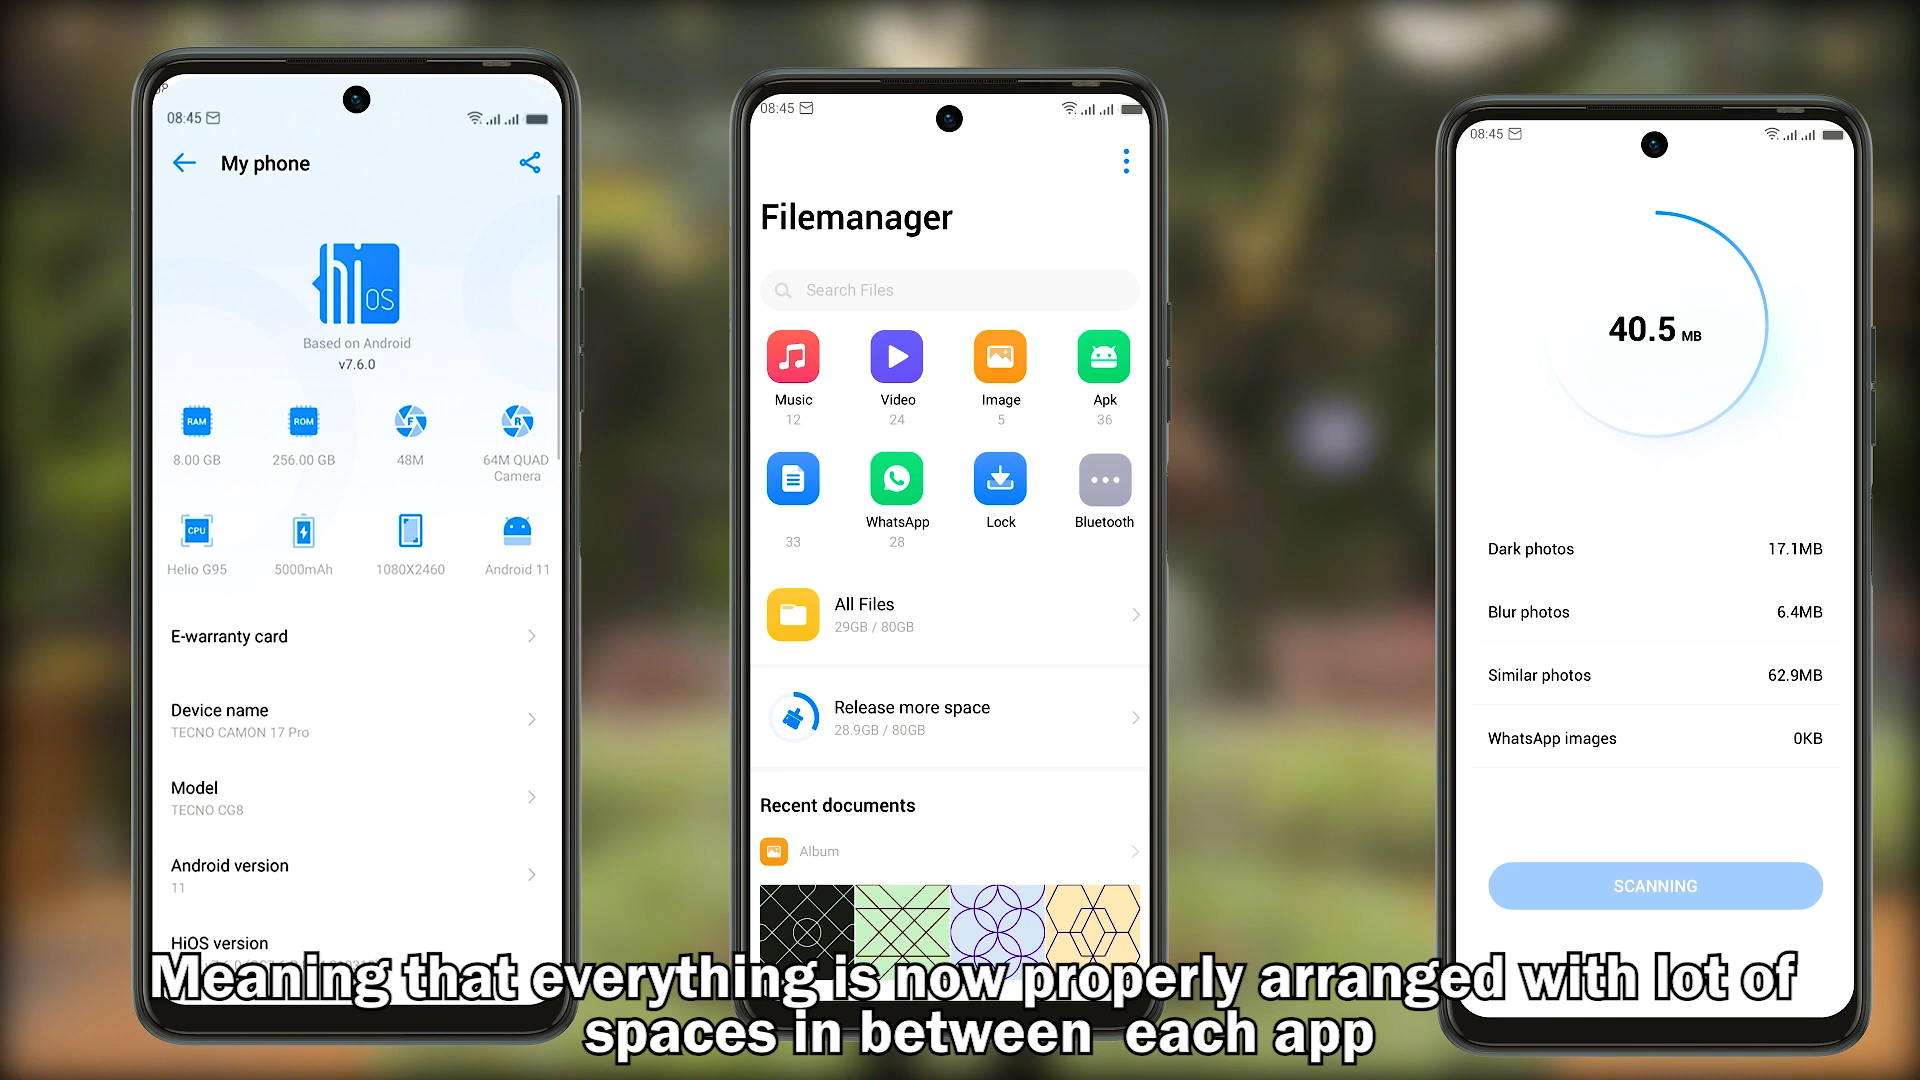 08:45
My phone
hi OS
Based on Android
v7.6.0
RAM
ROM
F
R
8.00 GB
256.00 GB
48M
64M QUAD
Camera
CPU
Helio G95
5000mAh
1080X2460
Android 11
E-warranty card
Device name
TECNO CAMON 17 Pro
Model
TECNO CG8
Android version
11
HiOS version
08:45
Filemanager
Search Files
Music
12
Video
24
Image
5
Apk
36
33
WhatsApp
28
Lock
Bluetooth
All Files
29GB / 80GB
Release more space
28.9GB / 80GB
Recent documents
Album
08:45
40.5 MB
Dark photos 17.1MB
Blur photos 6.4MB
Similar photos 62.9MB
WhatsApp images 0KB
SCANNING
Meaning that everything is now properly arranged with lot of
spaces in between each app